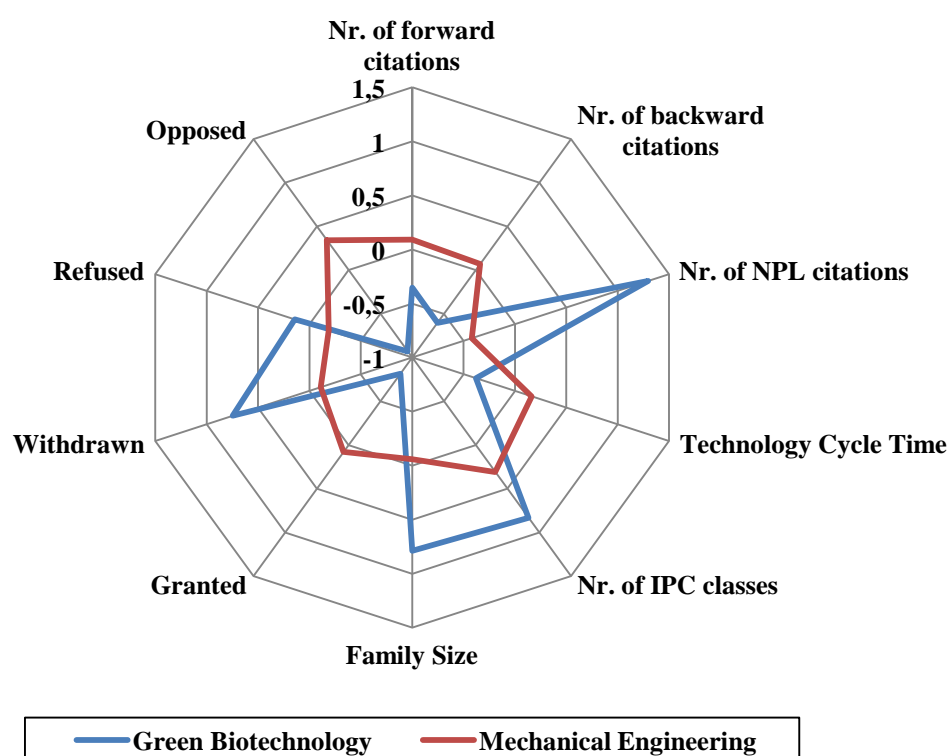 Nr. of forward
citations
1,5
Opposed
Nr. of backward
citations
1
0,5
Refused
0
Nr. of NPL citations
-0,5
-1
Withdrawn
Technology Cycle Time
Granted
Nr. of IPC classes
Family Size
Green Biotechnology
Mechanical Engineering